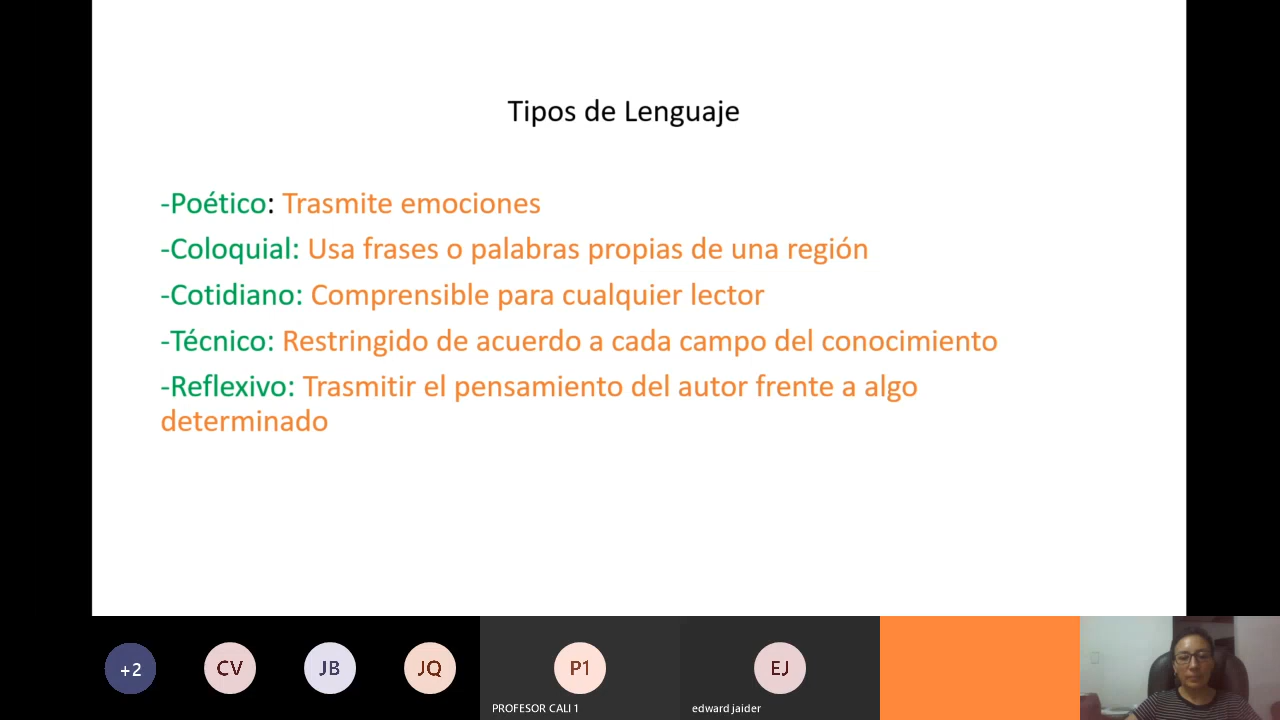 Tipos de Lenguaje
-Poético: Trasmite emociones
-Coloquial: Usa frases o palabras propias de una región
-Cotidiano: Comprensible para cualquier lector
-Técnico: Restringido de acuerdo a cada campo del conocimiento
-Reflexivo: Trasmitir el pensamiento del autor frente a algo
determinado
+2
CV
JB
JQ
P1
EJ
PROFESOR CALI 1
edward jaider